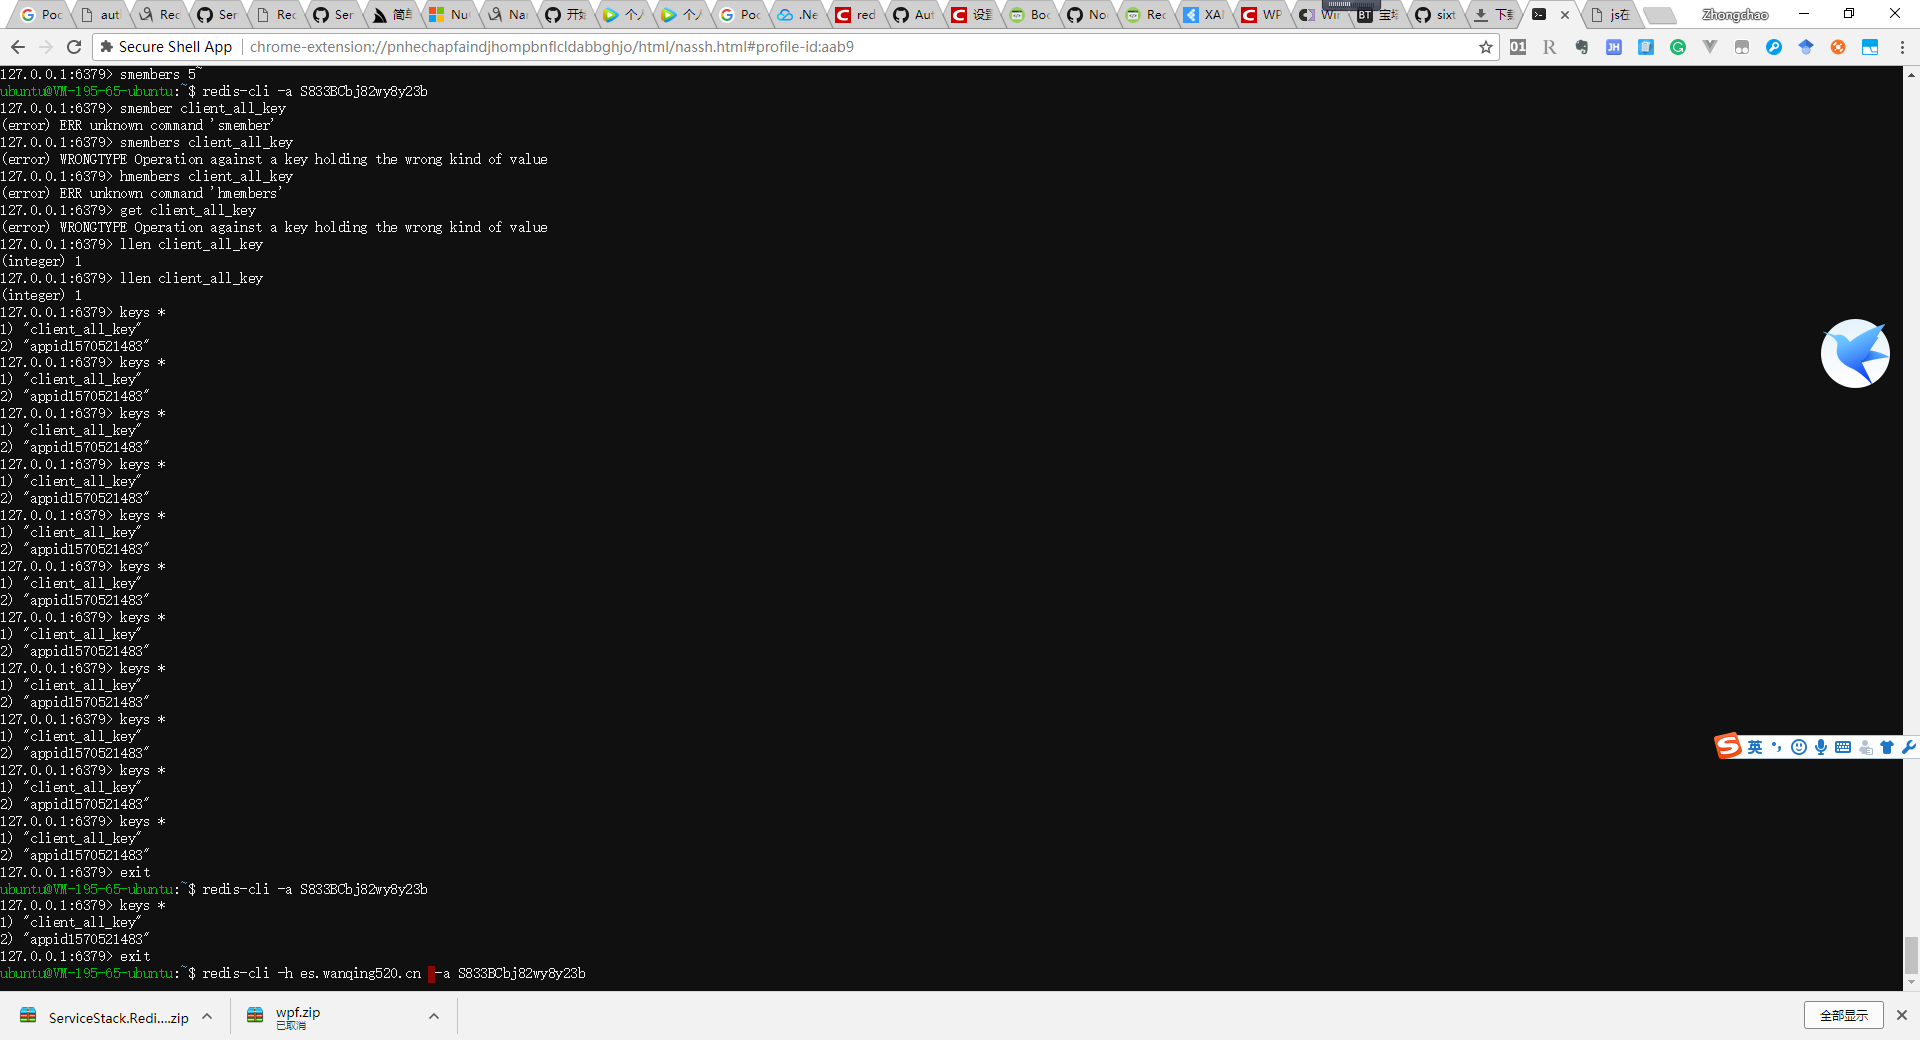 Poc
aut
Rec
Ser
Rec
Ser
简单
Nu
Nar
开始
个人
个人
Poc
.Ne
red
Aut
设置
Boc
No
Rec
XAI
WP
Wir
BT 宝塔
sixt
下载
js在
Zhongchao
Secure Shell App chrome-extension://pnhechapfaindjhompbnflcldabbghjo/html/nassh.html#profile-id:aab9
127.0.0.1:6379> smembers 5~
ubuntu@VM-195-65-ubuntu:~$ redis-cli -a S833BCbj82wy8y23b
127.0.0.1:6379> smember client_all_key
(error) ERR unknown command 'smember'
127.0.0.1:6379> smembers client_all_key
(error) WRONGTYPE Operation against a key holding the wrong kind of value
127.0.0.1:6379> hmembers client_all_key
(error) ERR unknown command 'hmembers'
127.0.0.1:6379> get client_all_key
(error) WRONGTYPE Operation against a key holding the wrong kind of value
127.0.0.1:6379> llen client_all_key
(integer) 1
127.0.0.1:6379> llen client_all_key
(integer) 1
127.0.0.1:6379> keys *
1) "client_all_key"
2) "appid1570521483"
127.0.0.1:6379> keys *
1) "client_all_key"
2) "appid1570521483"
127.0.0.1:6379> keys *
1) "client_all_key"
2) "appid1570521483"
127.0.0.1:6379> keys *
1) "client_all_key"
2) "appid1570521483"
127.0.0.1:6379> keys *
1) "client_all_key"
2) "appid1570521483"
127.0.0.1:6379> keys *
1) "client_all_key"
2) "appid1570521483"
127.0.0.1:6379> keys *
1) "client_all_key"
2) "appid1570521483"
127.0.0.1:6379> keys *
1) "client_all_key"
2) "appid1570521483"
127.0.0.1:6379> keys *
1) "client_all_key"
2) "appid1570521483"
127.0.0.1:6379> keys *
1) "client_all_key"
2) "appid1570521483"
127.0.0.1:6379> keys *
1) "client_all_key"
2) "appid1570521483"
127.0.0.1:6379> exit
ubuntu@VM-195-65-ubuntu:~$ redis-cli -a S833BCbj82wy8y23b
127.0.0.1:6379> keys *
1) "client_all_key"
2) "appid1570521483"
127.0.0.1:6379> exit
ubuntu@VM-195-65-ubuntu:~$ redis-cli -h es.wanqing520.cn -a S833BCbj82wy8y23b
英
ServiceStack.Redi....zip
wpf.zip
已取消
全部显示